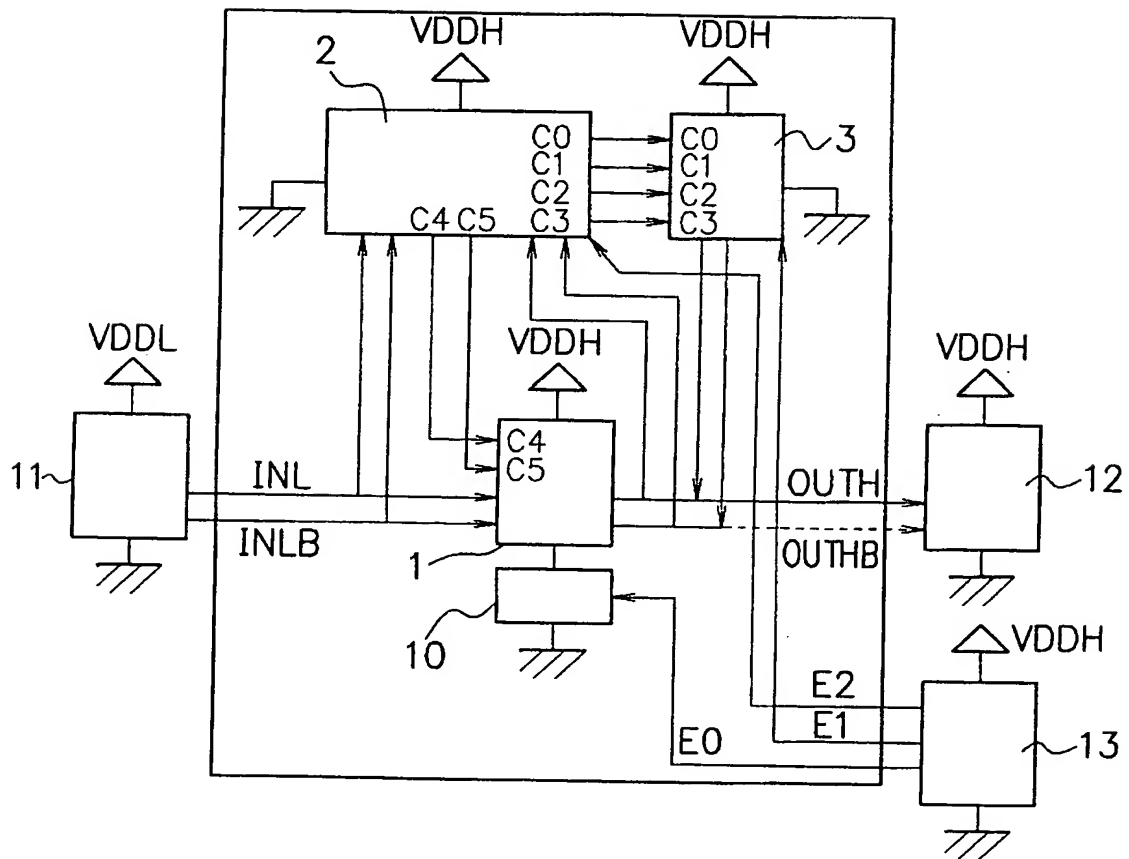 VDDH
VDDH
2
C0
C1
C2
C3
C4 C5
C0
C1
C2
C3
3
VDDL
VDDH
VDDH
11
INL
INLB
C4
C5
1
10
OUTH
OUTHB
12
VDDH
E2
E1
E0
13